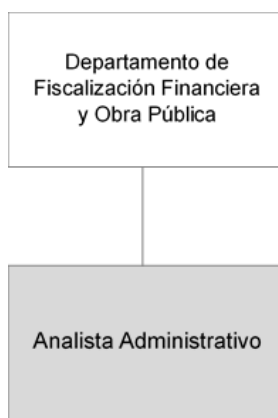 Departamento de
Fiscalización Financiera
y Obra Pública
Analista Administrativo